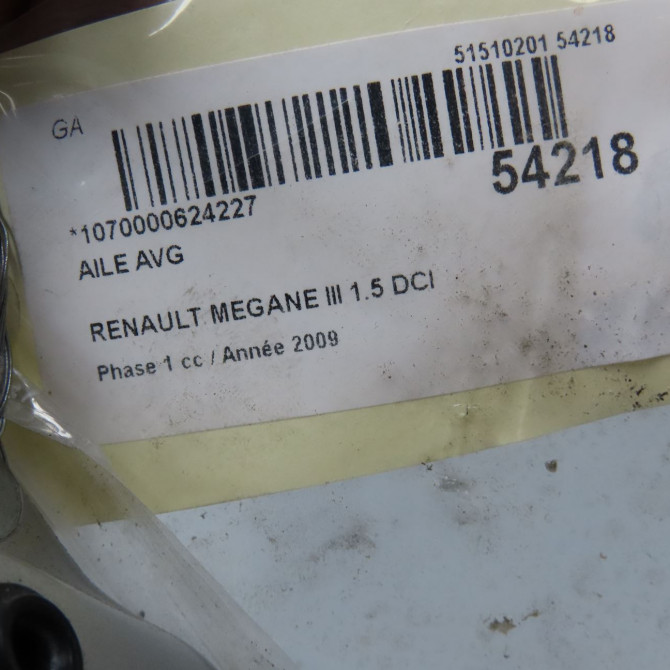 51510201 54218
GA
54218
*1070000624227
AILE AVG
RENAULT MEGANE III 1.5 DCI
Phase 1 cc / Année 2009